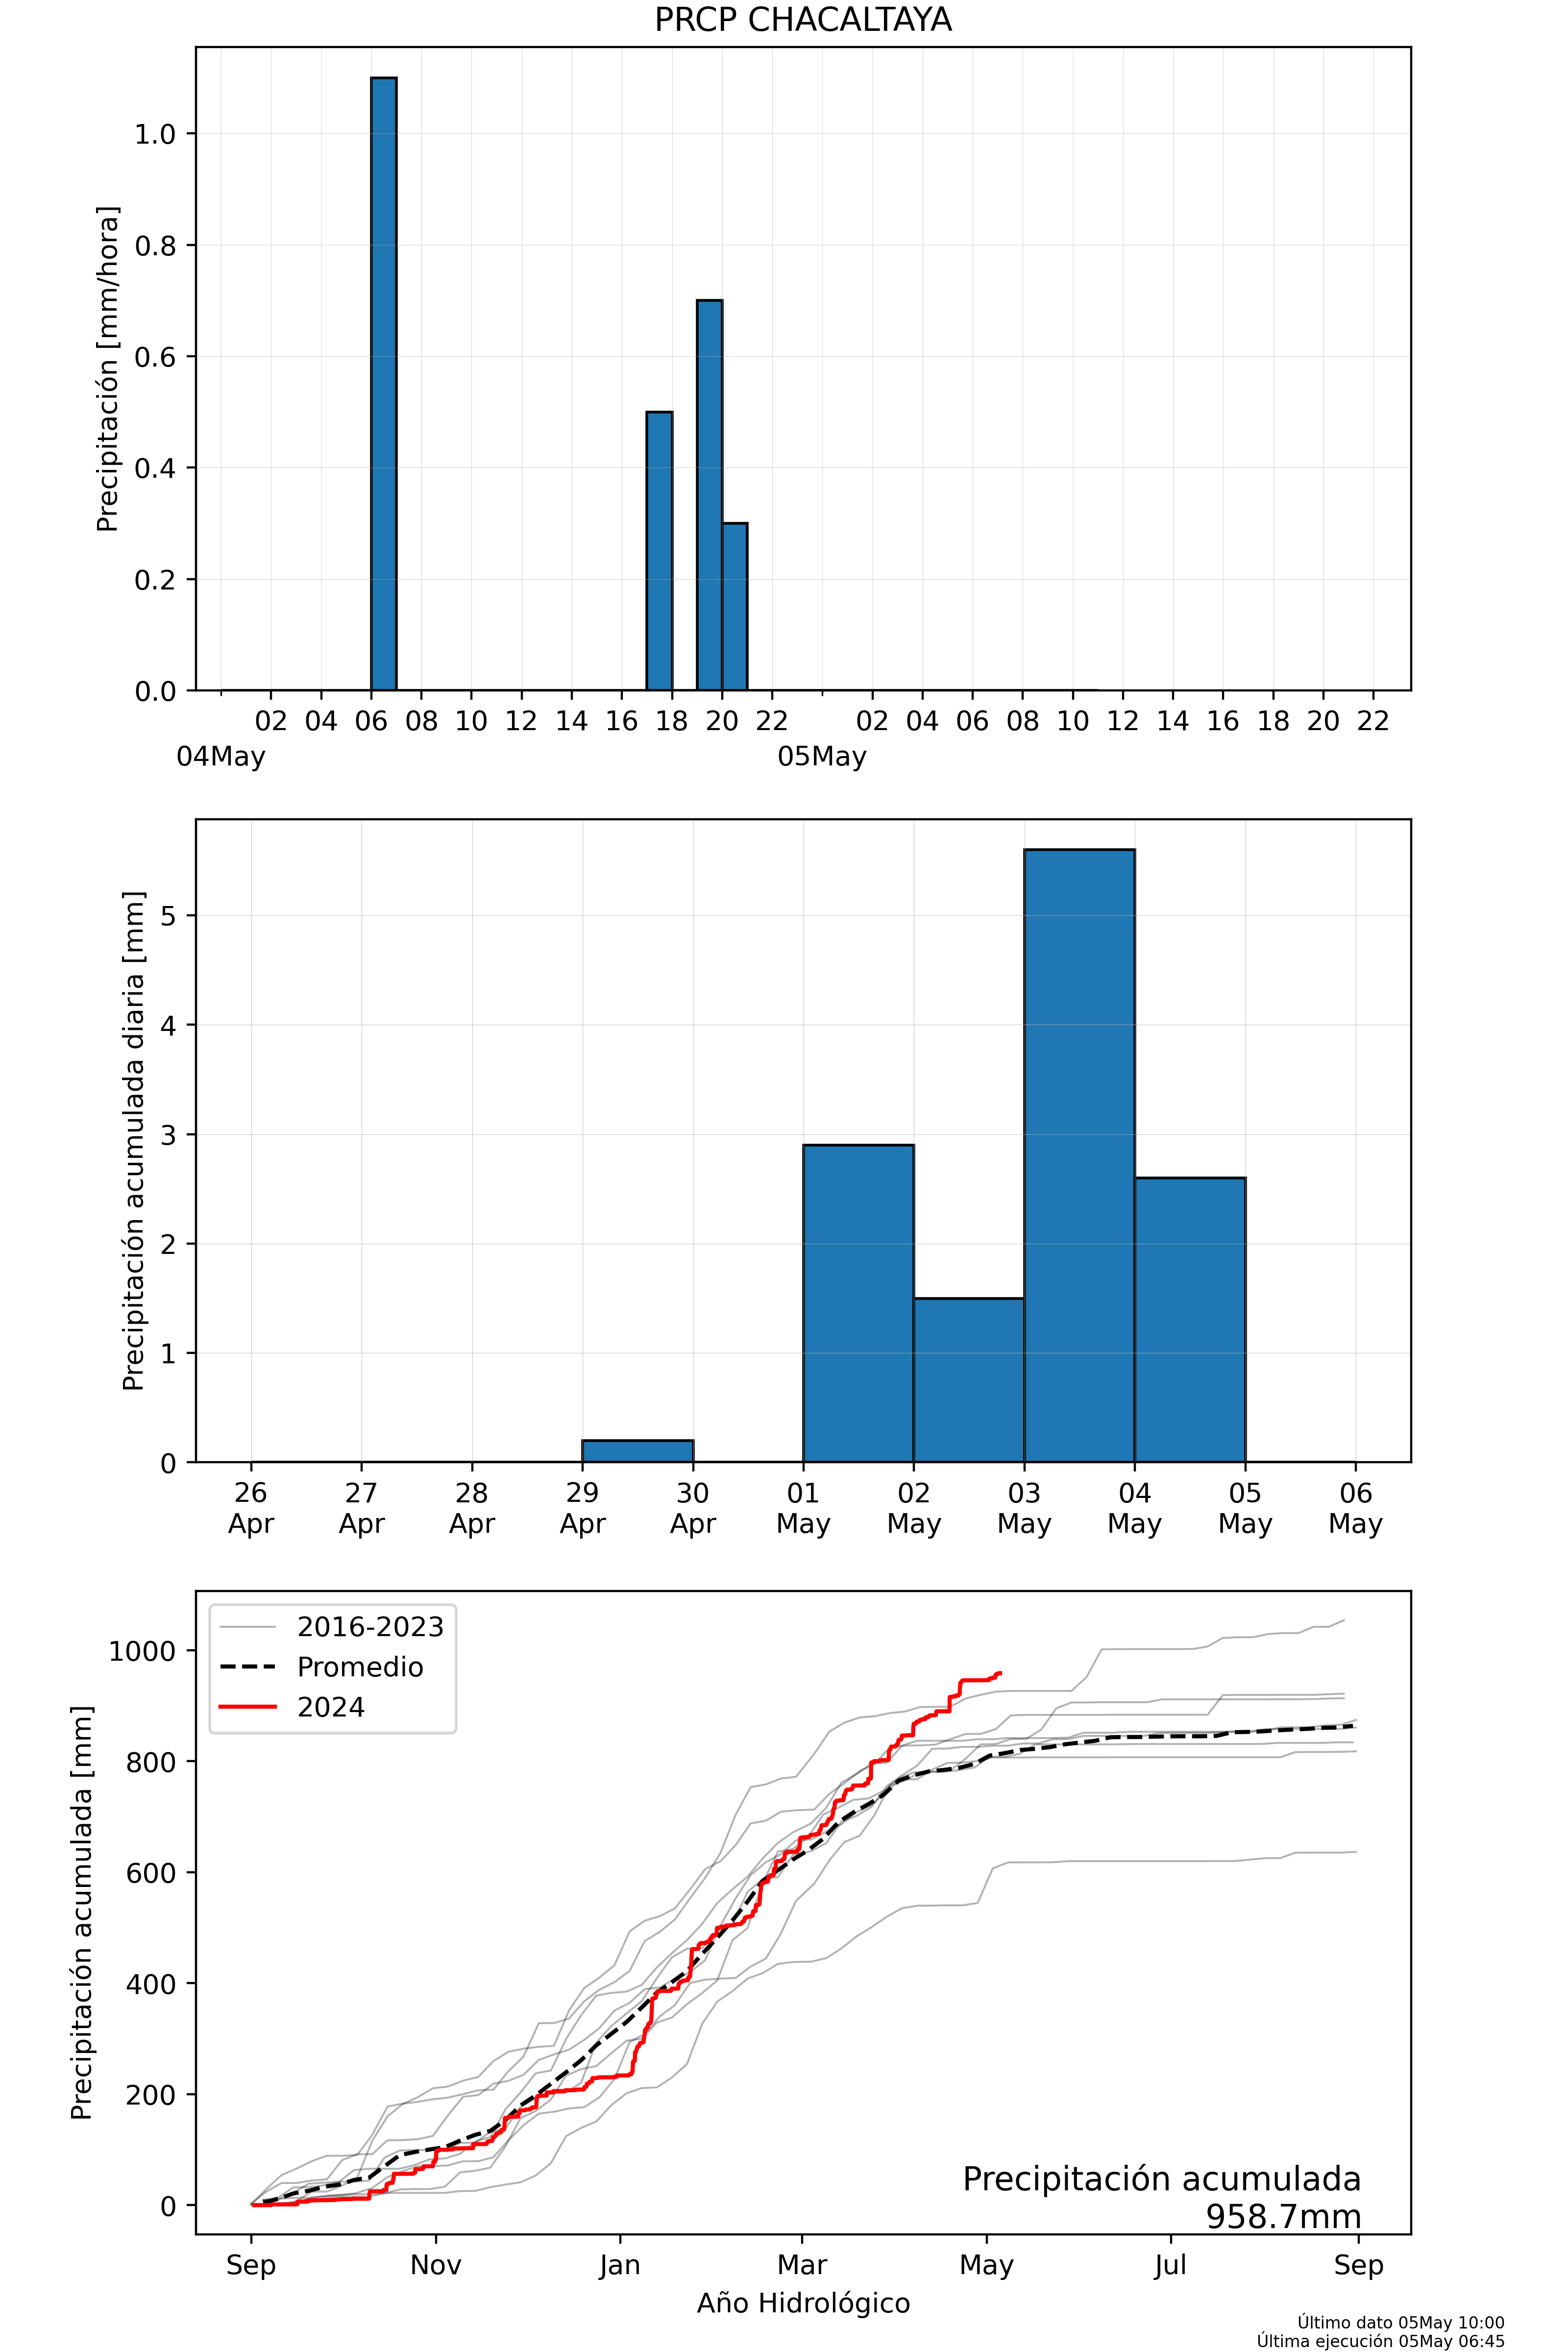 PRCP CHACALTAYA
Precipitación [mm/hora]
1.0
0.8
0.6
0.4
0.2
0.0
02 04 06 08 10 12 14 16 18 20 22 02 04 06 08 10 12 14 16 18 20 22
04May 05May
Precipitación acumulada diaria [mm]
5
4
3
2
1
0
26 27 28 29 30 01 02 03 04 05 06
Apr Apr Apr Apr Apr May May May May May May
Precipitación acumulada [mm]
1000
800
600
400
200
0
2016-2023
Promedio
2024
Precipitación acumulada
958.7mm
Sep Nov Jan Mar May Jul Sep
Año Hidrológico
Último dato 05May 10:00
Última ejecución 05May 06:45